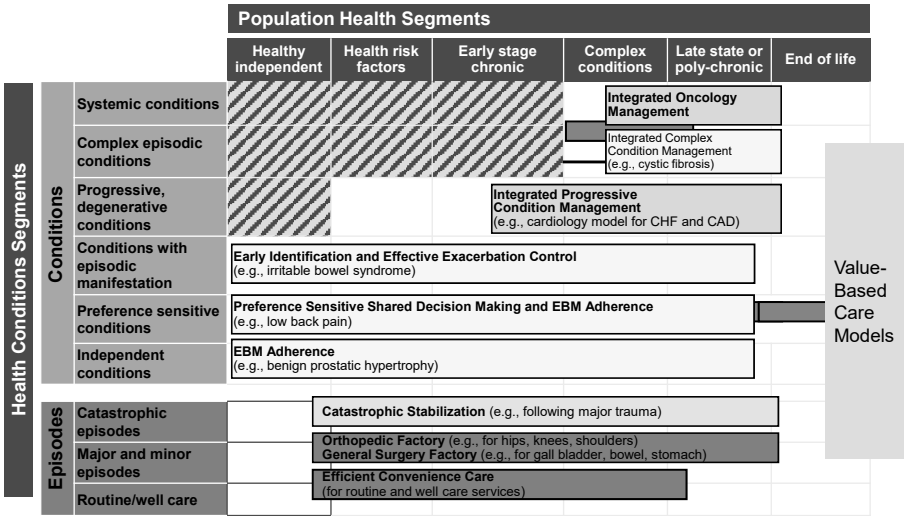 Population Health Segments
Healthy
independent
Health risk
factors
Early stage
chronic
Complex
conditions
Late state or
poly-chronic
End of life
Health Conditions Segments
Conditions
Systemic conditions
Integrated Oncology
Management
Complex episodic
conditions
Integrated Complex
Condition Management
(e.g., cystic fibrosis)
Progressive,
degenerative
conditions
Integrated Progressive
Condition Management
(e.g., cardiology model for CHF and CAD)
Conditions with
episodic
manifestation
Early Identification and Effective Exacerbation Control
(e.g., irritable bowel syndrome)
Preference sensitive
conditions
Preference Sensitive Shared Decision Making and EBM Adherence
(e.g., low back pain)
Independent
conditions
EBM Adherence
(e.g., benign prostatic hypertrophy)
Value-
Based
Care
Models
Episodes
Catastrophic
episodes
Catastrophic Stabilization (e.g., following major trauma)
Major and minor
episodes
Orthopedic Factory (e.g., for hips, knees, shoulders)
General Surgery Factory (e.g., for gall bladder, bowel, stomach)
Routine/well care
Efficient Convenience Care
(for routine and well care services)